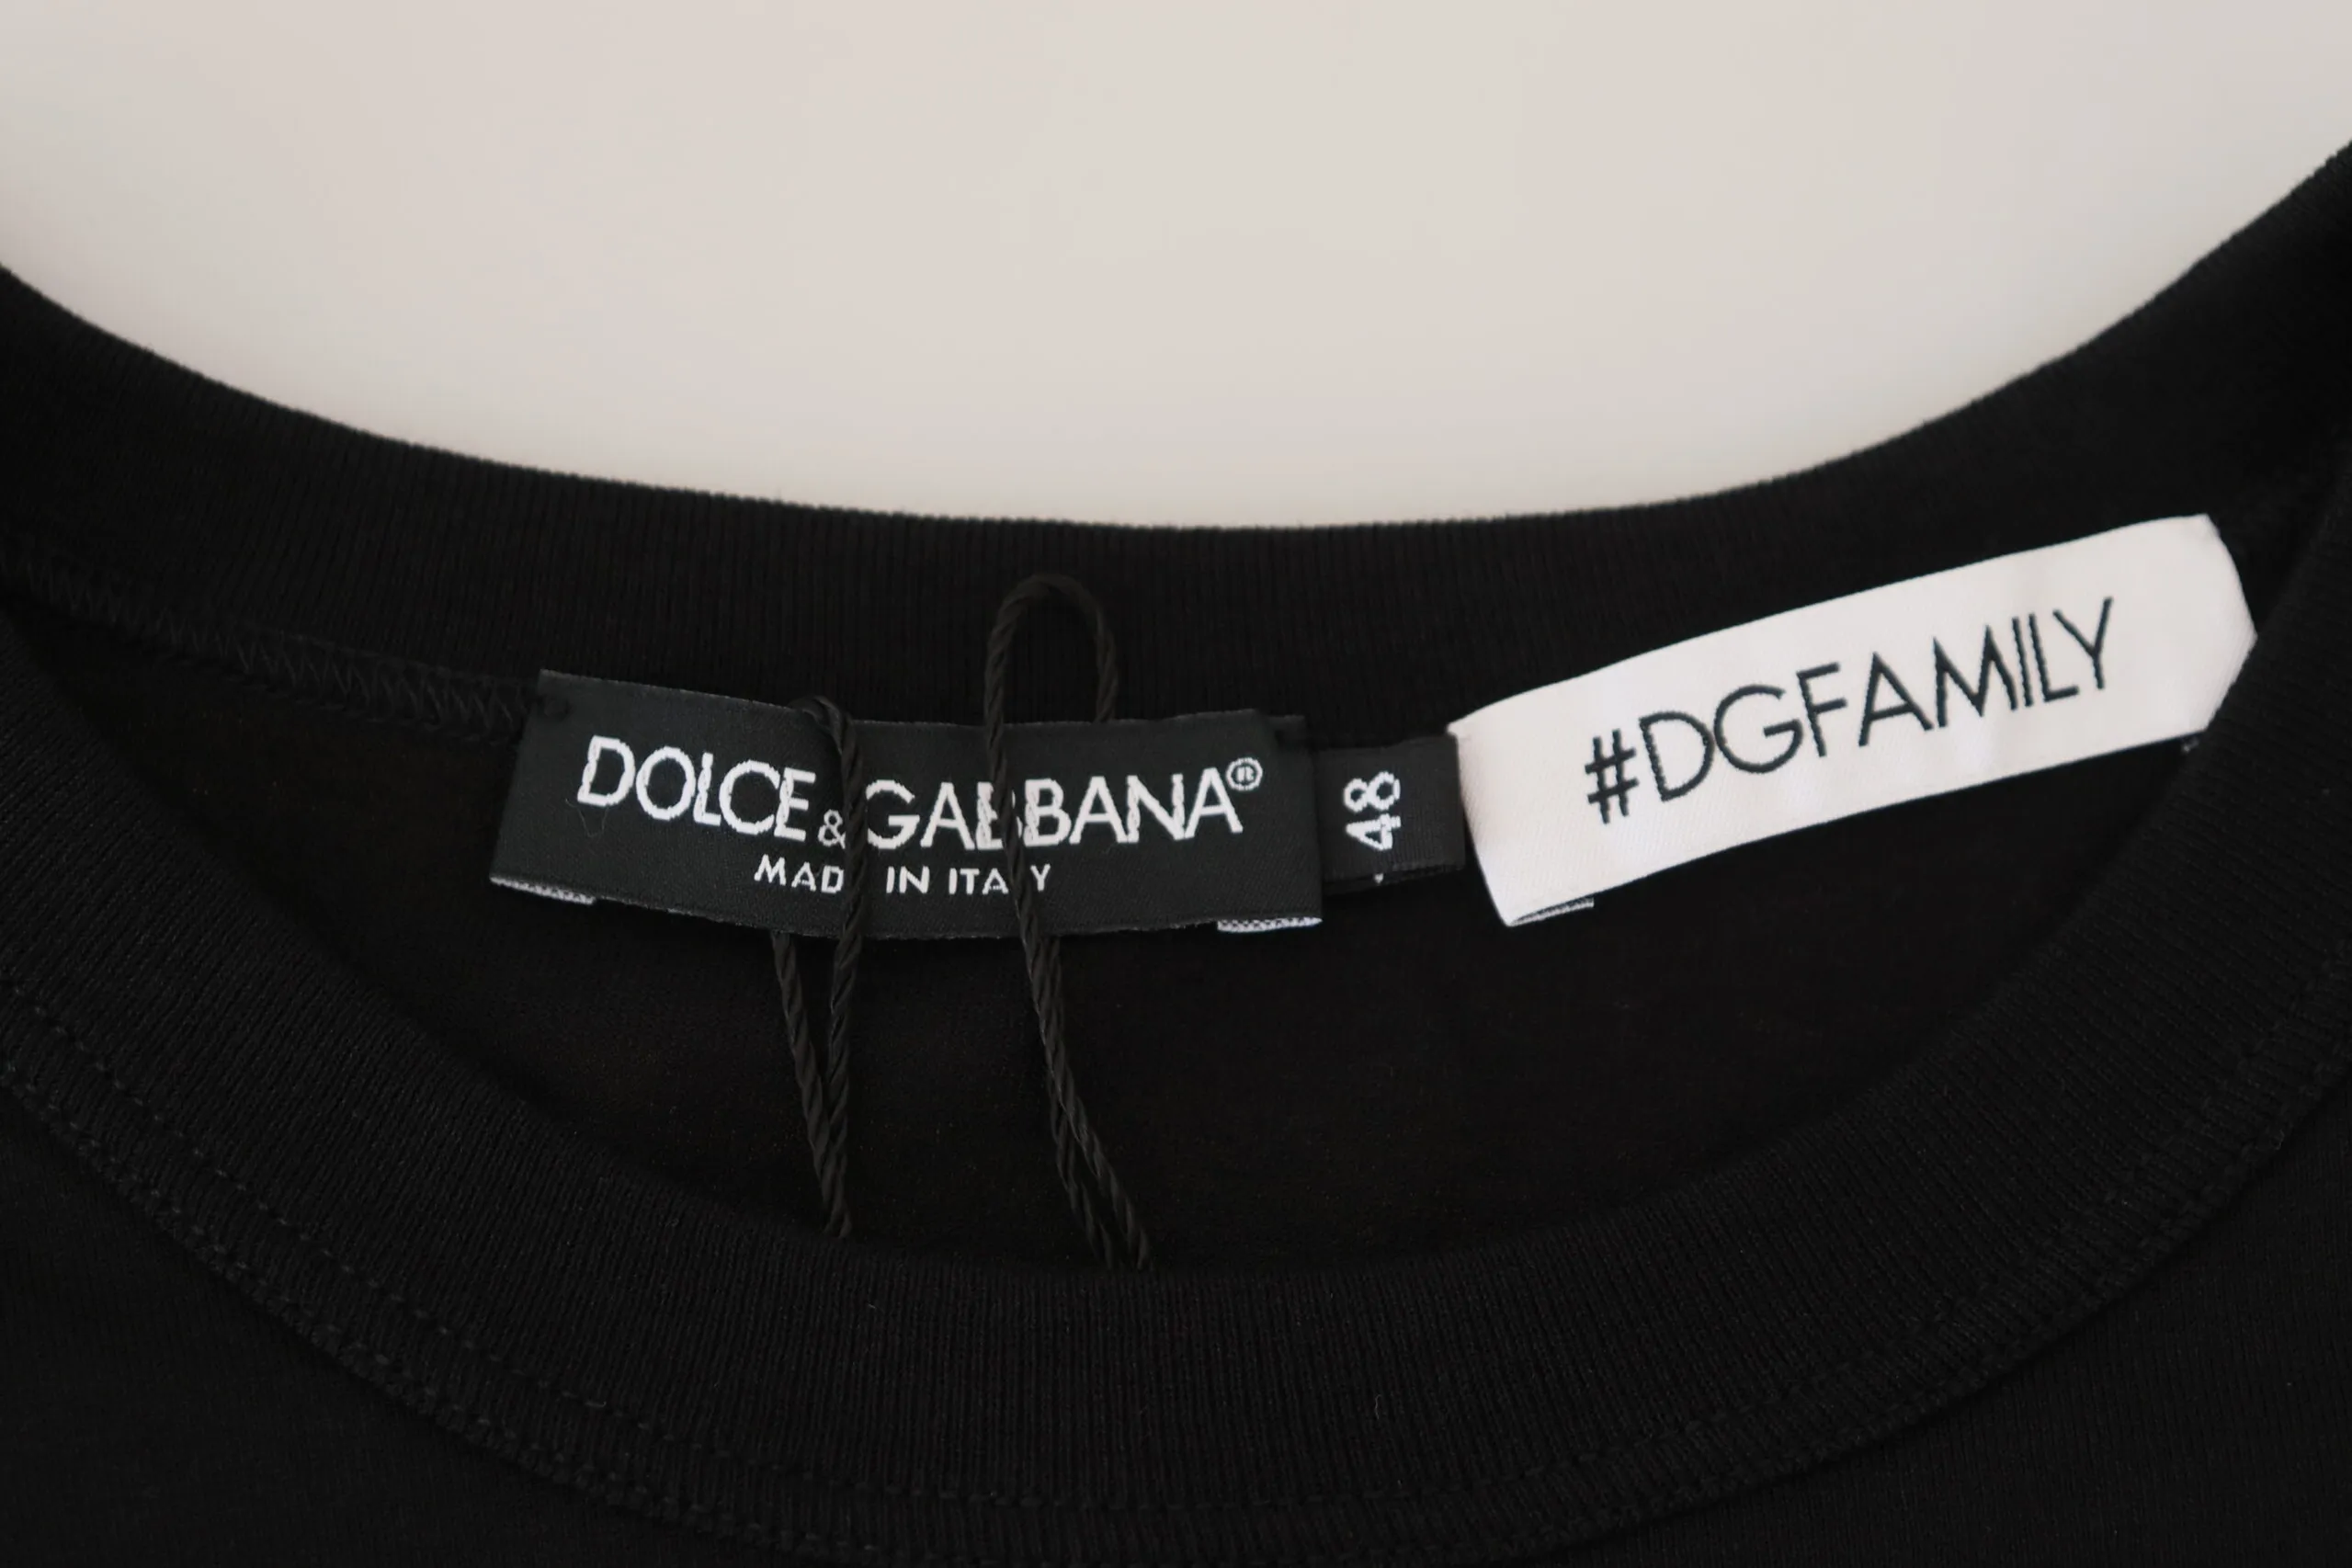 DOLCE&GABBANA®
MADE IN ITALY
48
#DGFAMILY